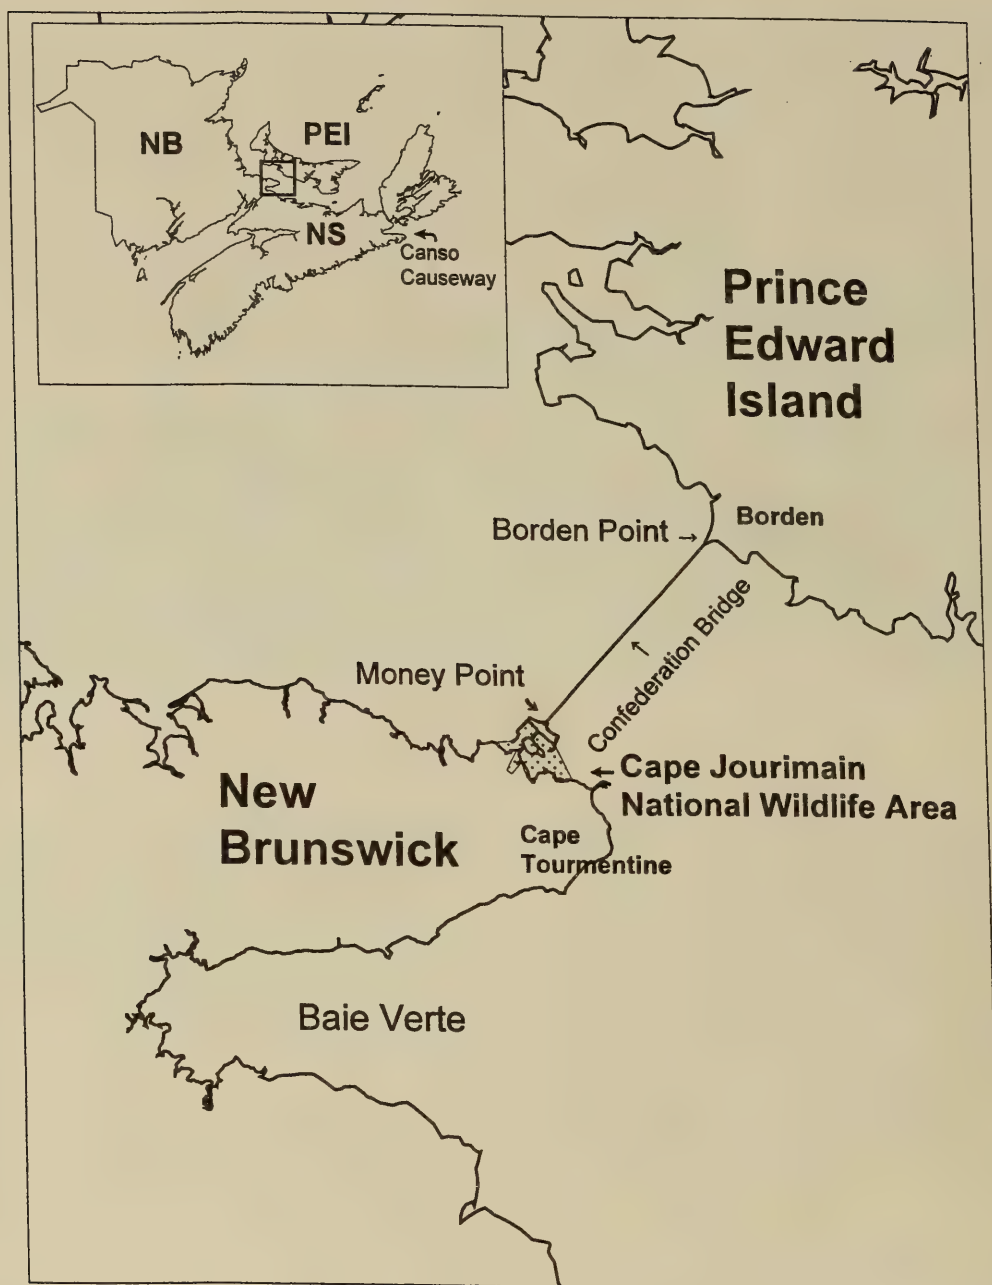 NB
PEI
NS
Canso
Causeway
Prince
Edward
Island
Borden Point
Borden
Confederation Bridge
Money Point
Cape Jourimain
National Wildlife Area
New
Brunswick
Cape
Tourmentine
Baie Verte